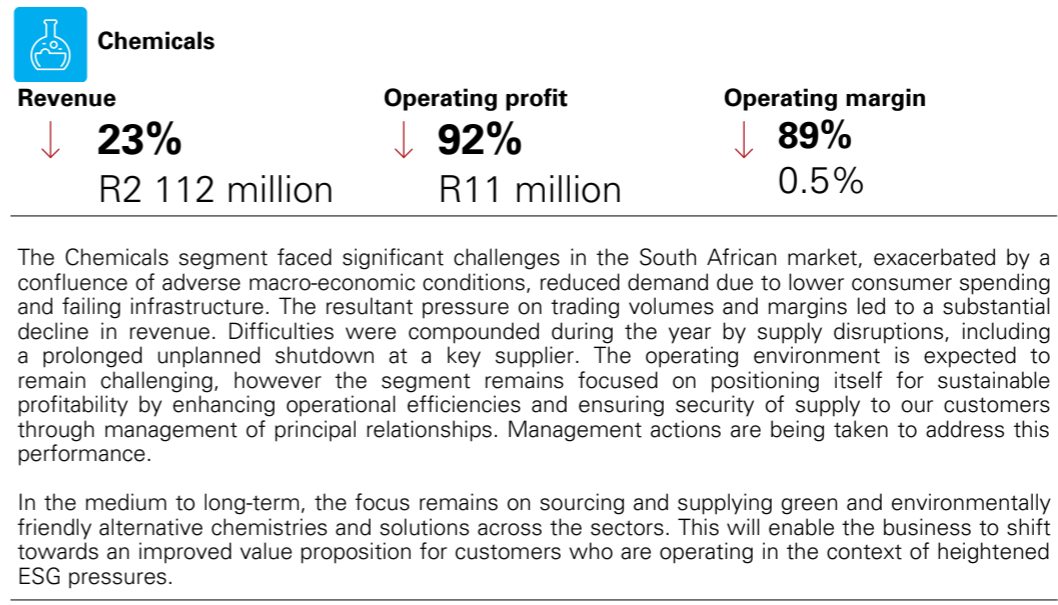 Chemicals
Revenue
Operating profit
Operating margin
↓ 23%
↓ 92%
↓ 89%
R2 112 million
R11 million
0.5%
The Chemicals segment faced significant challenges in the South African market, exacerbated by a
confluence of adverse macro-economic conditions, reduced demand due to lower consumer spending
and failing infrastructure. The resultant pressure on trading volumes and margins led to a substantial
decline in revenue. Difficulties were compounded during the year by supply disruptions, including
a prolonged unplanned shutdown at a key supplier. The operating environment is expected to
remain challenging, however the segment remains focused on positioning itself for sustainable
profitability by enhancing operational efficiencies and ensuring security of supply to our customers
through management of principal relationships. Management actions are being taken to address this
performance.
In the medium to long-term, the focus remains on sourcing and supplying green and environmentally
friendly alternative chemistries and solutions across the sectors. This will enable the business to shift
towards an improved value proposition for customers who are operating in the context of heightened
ESG pressures.